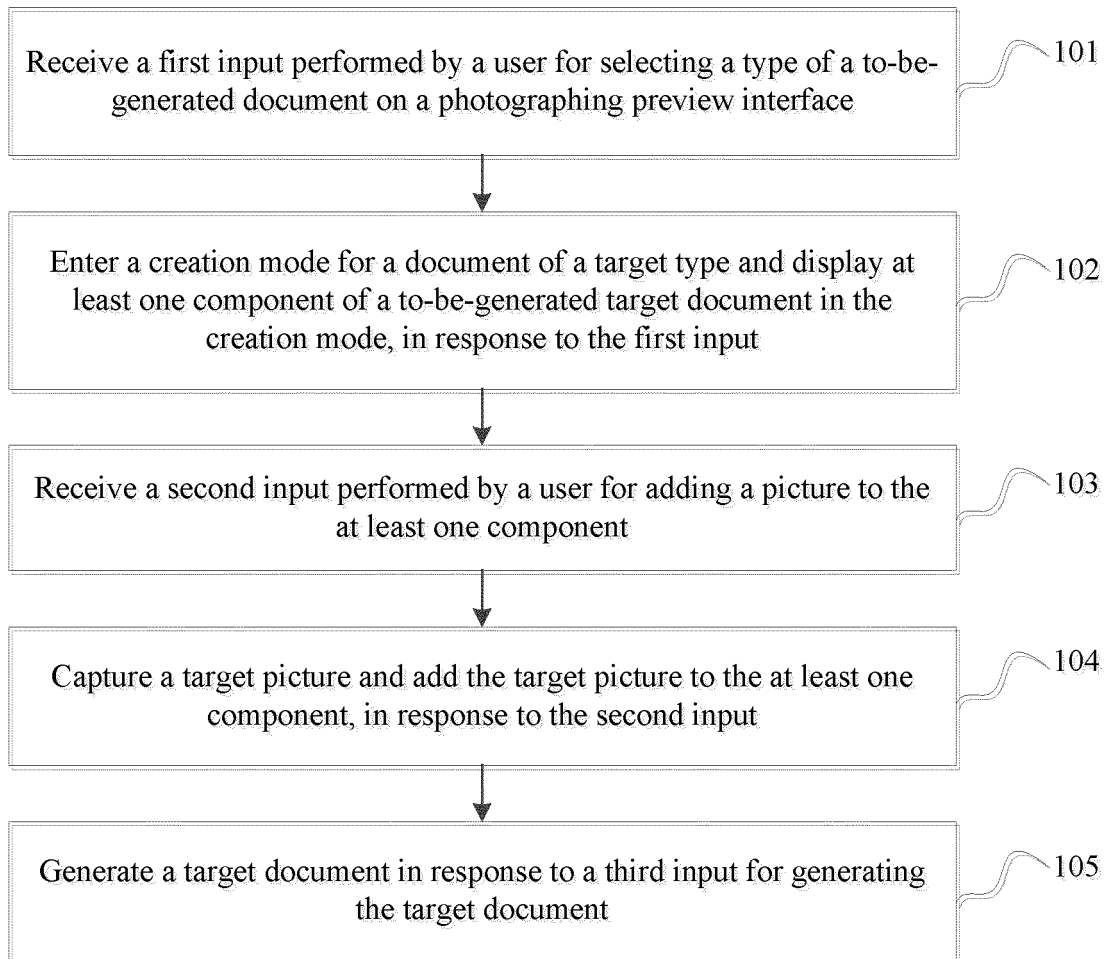 Receive a first input performed by a user for selecting a type of a to-be-
generated document on a photographing preview interface
101
Enter a creation mode for a document of a target type and display at
least one component of a to-be-generated target document in the
creation mode, in response to the first input
102
Receive a second input performed by a user for adding a picture to the
at least one component
103
Capture a target picture and add the target picture to the at least one
component, in response to the second input
104
Generate a target document in response to a third input for generating
the target document
105